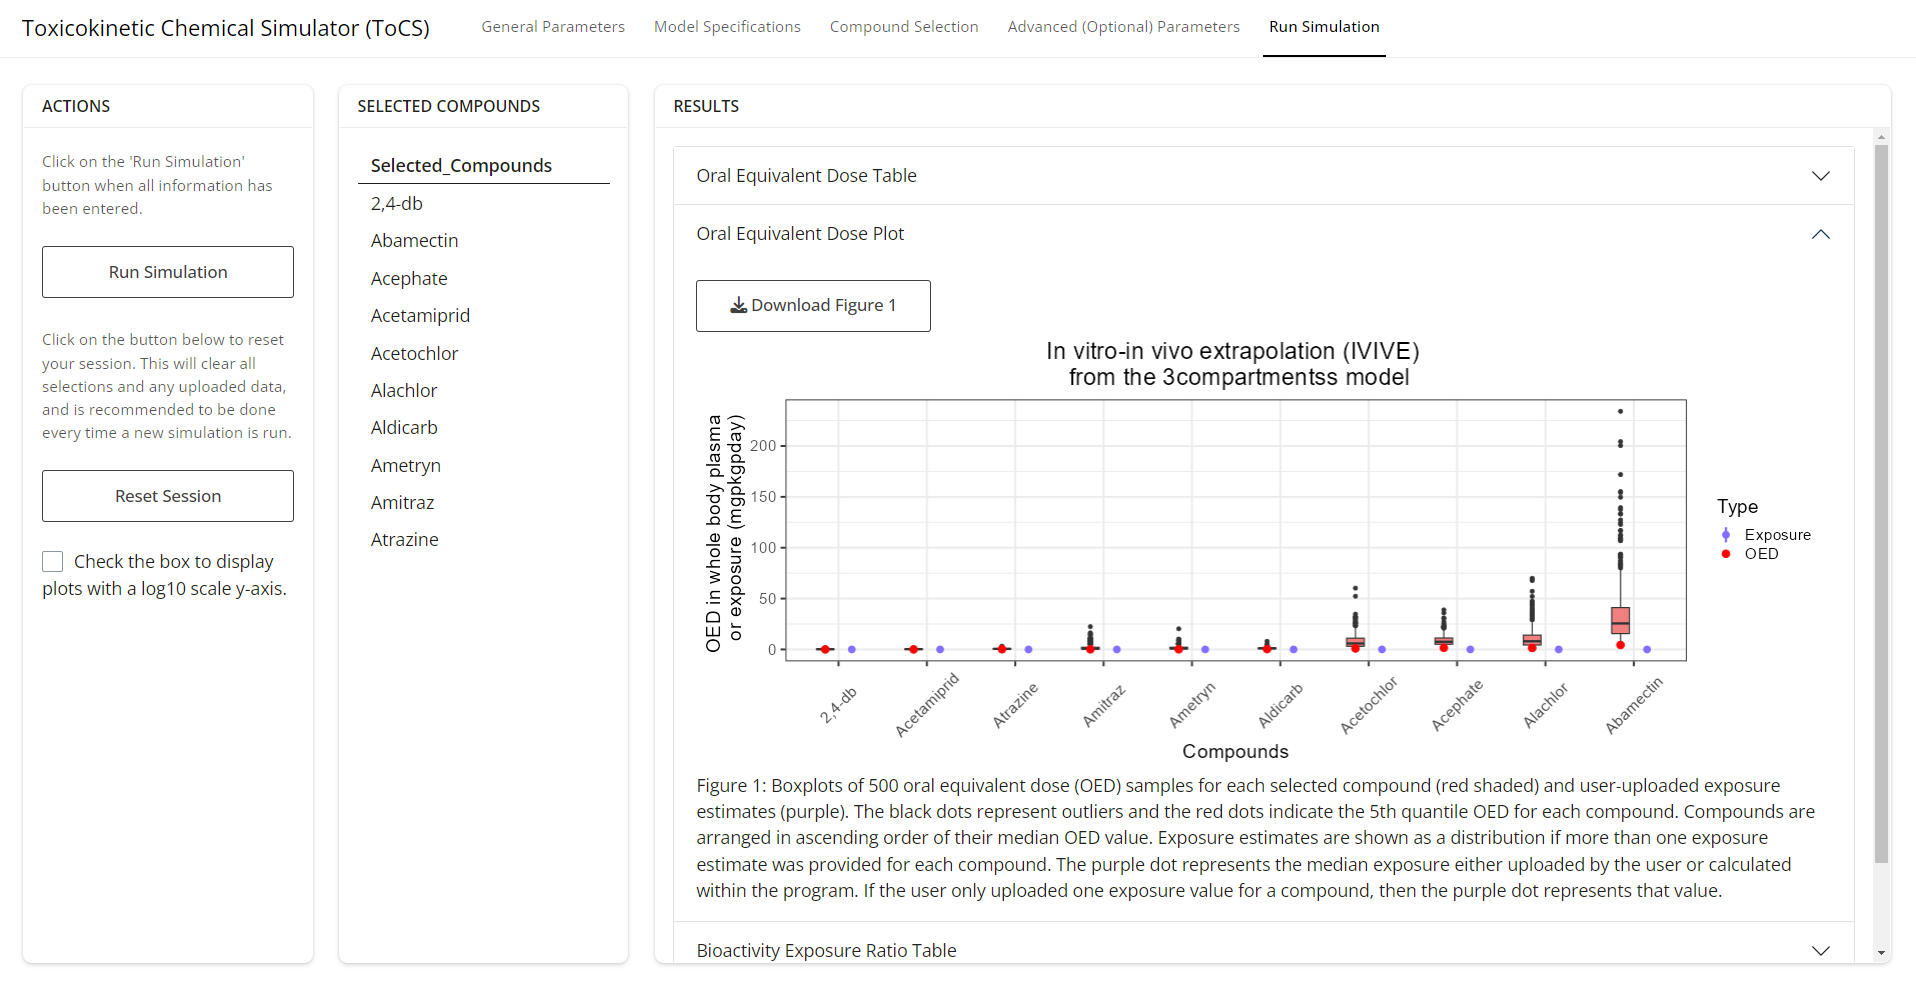 Toxicokinetic Chemical Simulator (ToCS)
General Parameters
Model Specifications
Compound Selection
Advanced (Optional) Parameters
Run Simulation
ACTIONS
Click on the 'Run Simulation'
button when all information has
been entered.
Run Simulation
Click on the button below to reset
your session. This will clear all
selections and any uploaded data,
and is recommended to be done
every time a new simulation is run.
Reset Session
Check the box to display
plots with a log10 scale y-axis.
SELECTED COMPOUNDS
Selected_Compounds
2,4-db
Abamectin
Acephate
Acetamiprid
Acetochlor
Alachlor
Aldicarb
Ametryn
Amitraz
Atrazine
RESULTS
Oral Equivalent Dose Table
Oral Equivalent Dose Plot
Download Figure 1
In vitro-in vivo extrapolation (IVIVE)
from the 3compartmentss model
OED in whole body plasma
or exposure (mgpkgpday)
200
150
100
50
0
2,4-db
Acetamiprid
Atrazine
Amitraz
Ametryn
Aldicarb
Acetochlor
Acephate
Alachlor
Abamectin
Compounds
Type
Exposure
OED
Figure 1: Boxplots of 500 oral equivalent dose (OED) samples for each selected compound (red shaded) and user-uploaded exposure
estimates (purple). The black dots represent outliers and the red dots indicate the 5th quantile OED for each compound. Compounds are
arranged in ascending order of their median OED value. Exposure estimates are shown as a distribution if more than one exposure
estimate was provided for each compound. The purple dot represents the median exposure either uploaded by the user or calculated
within the program. If the user only uploaded one exposure value for a compound, then the purple dot represents that value.
Bioactivity Exposure Ratio Table